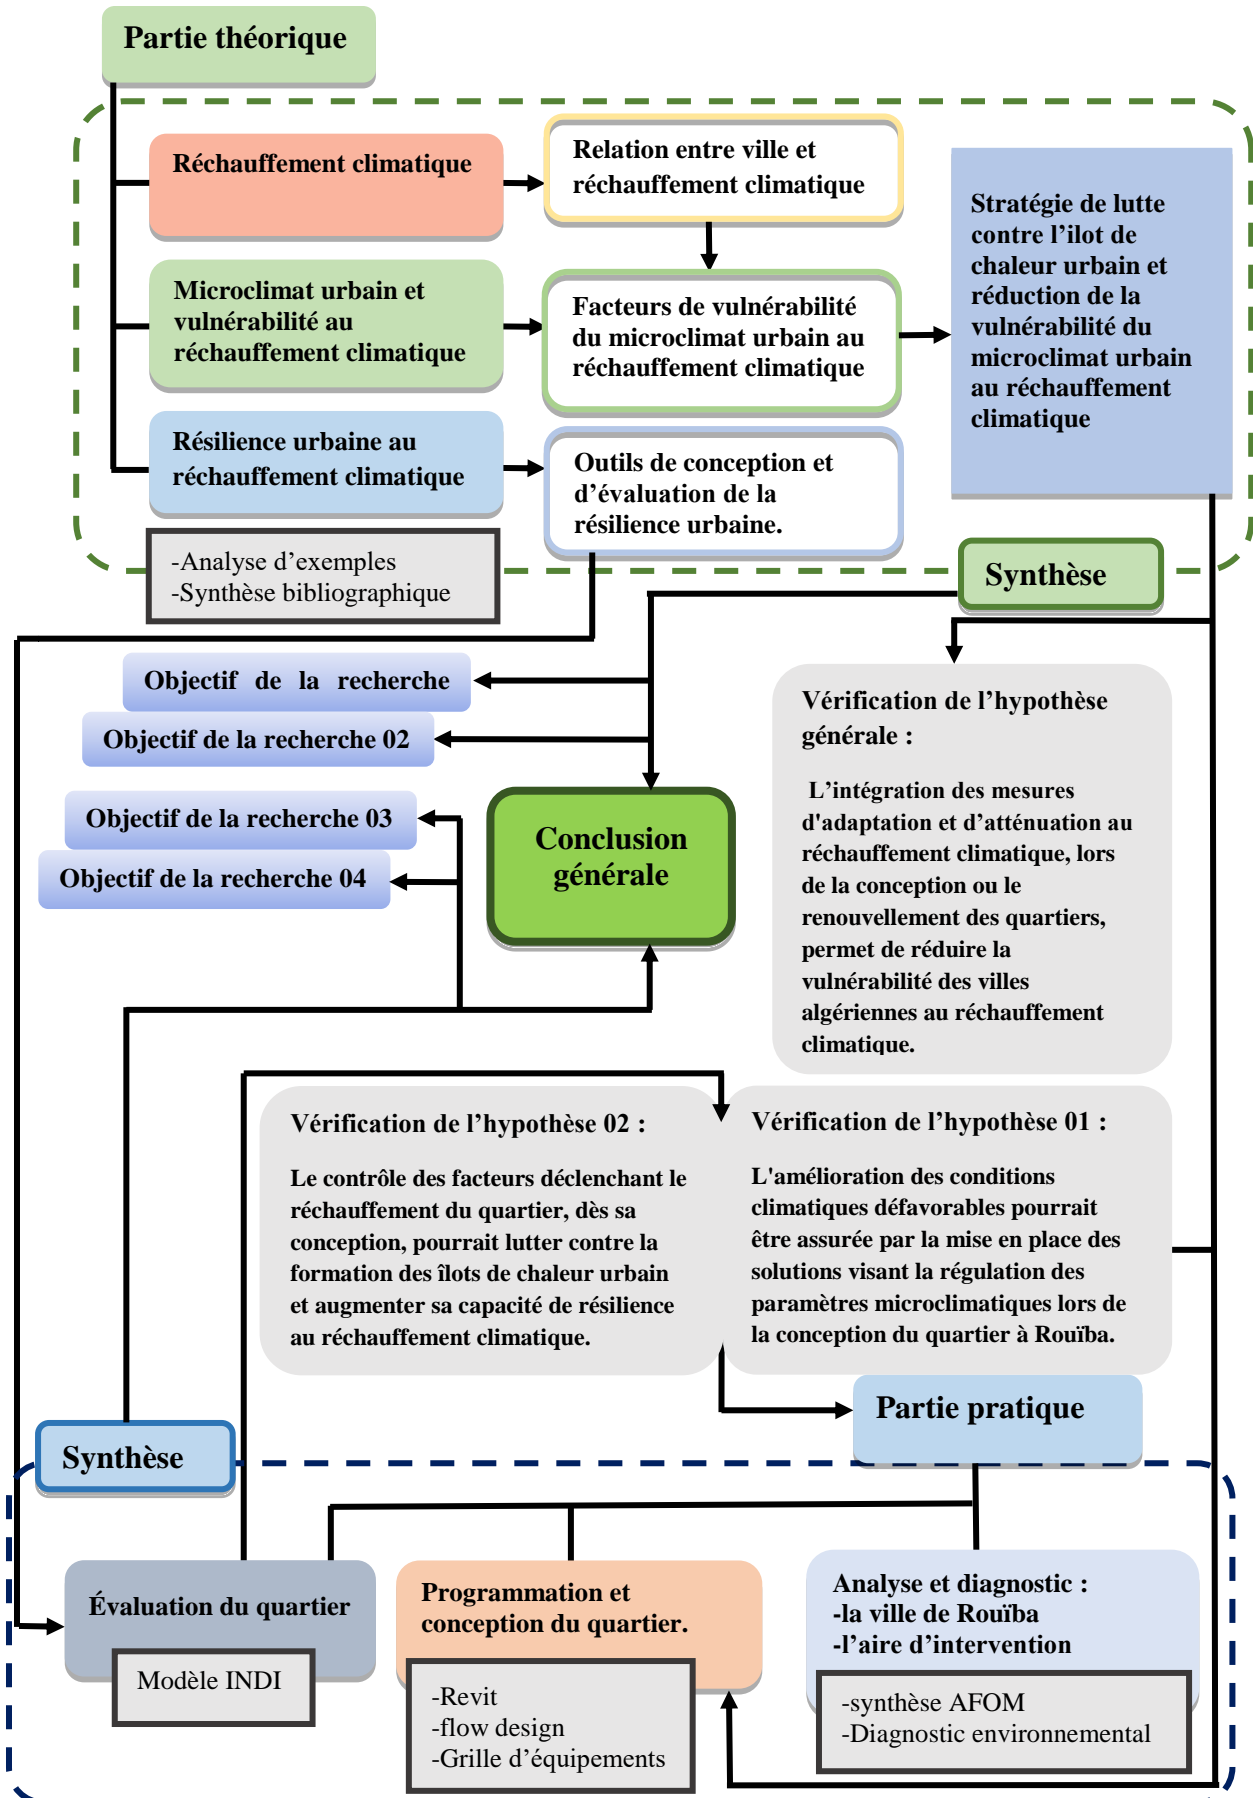 Partie théorique
Réchauffement climatique
Relation entre ville et
réchauffement climatique
Stratégie de lutte
contre l’ilot de
chaleur urbain et
réduction de la
vulnérabilité du
microclimat urbain
au réchauffement
climatique
Microclimat urbain et
vulnérabilité au
réchauffement climatique
Facteurs de vulnérabilité
du microclimat urbain au
réchauffement climatique
Résilience urbaine au
réchauffement climatique
Outils de conception et
d’évaluation de la
résilience urbaine.
-Analyse d’exemples
-Synthèse bibliographique
Synthèse
Objectif de la recherche
Objectif de la recherche 02
Objectif de la recherche 03
Objectif de la recherche 04
Conclusion
générale
Vérification de l’hypothèse
générale :
L’intégration des mesures
d'adaptation et d’atténuation au
réchauffement climatique, lors
de la conception ou le
renouvellement des quartiers,
permet de réduire la
vulnérabilité des villes
algériennes au réchauffement
climatique.
Vérification de l’hypothèse 02 :
Le contrôle des facteurs déclenchant le
réchauffement du quartier, dès sa
conception, pourrait lutter contre la
formation des îlots de chaleur urbain
et augmenter sa capacité de résilience
au réchauffement climatique.
Vérification de l’hypothèse 01 :
L'amélioration des conditions
climatiques défavorables pourrait
être assurée par la mise en place des
solutions visant la régulation des
paramètres microclimatiques lors de
la conception du quartier à Rouïba.
Partie pratique
Synthèse
Évaluation du quartier
Modèle INDI
Programmation et
conception du quartier.
-Revit
-flow design
-Grille d’équipements
Analyse et diagnostic :
-la ville de Rouïba
-l’aire d’intervention
-synthèse AFOM
-Diagnostic environnemental